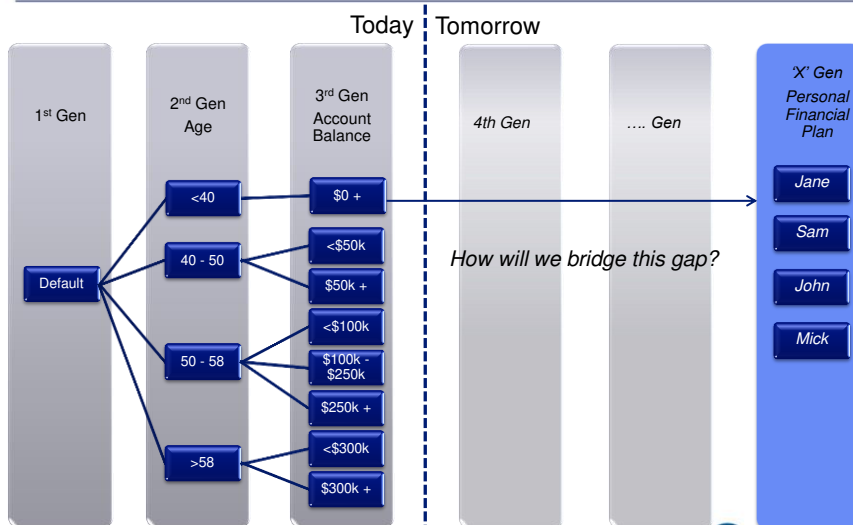 Today
Tomorrow
1st Gen
2nd Gen
Age
3rd Gen
Account
Balance
4th Gen
…. Gen
‘X’ Gen
Personal
Financial
Plan
Default
<40
40 - 50
50 - 58
>58
$0 +
<$50k
$50k +
<$100k
$100k -
$250k
$250k +
<$300k
$300k +
How will we bridge this gap?
Jane
Sam
John
Mick